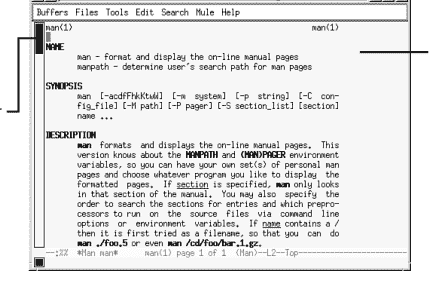 Buffers Files Tools Edit Search Mule Help
man(1) man(1)
NAME
man - format and display the on-line manual pages
manpath - determine user's search path for man pages
SYNOPSIS
man [-acdfFhkKtwW] [-m system] [-p string] [-C con-
fig_file] [-M path] [-P pager] [-S section_list] [section]
name ...
DESCRIPTION
man formats and displays the on-line manual pages. This
version knows about the MANPATH and (MAN)PAGER environment
variables, so you can have your own set(s) of personal man
pages and choose whatever program you like to display the
formatted pages. If section is specified, man only looks
in that section of the manual. You may also specify the
order to search the sections for entries and which prepro-
cessors to run on the source files via command line
options or environment variables. If name contains a /
then it is first tried as a filename, so that you can do
man ./foo.5 or even man /cd/foo/bar.1.gz.
--:%% *Man man* man(1) page 1 of 1 (Man)--L2--Top--------------------